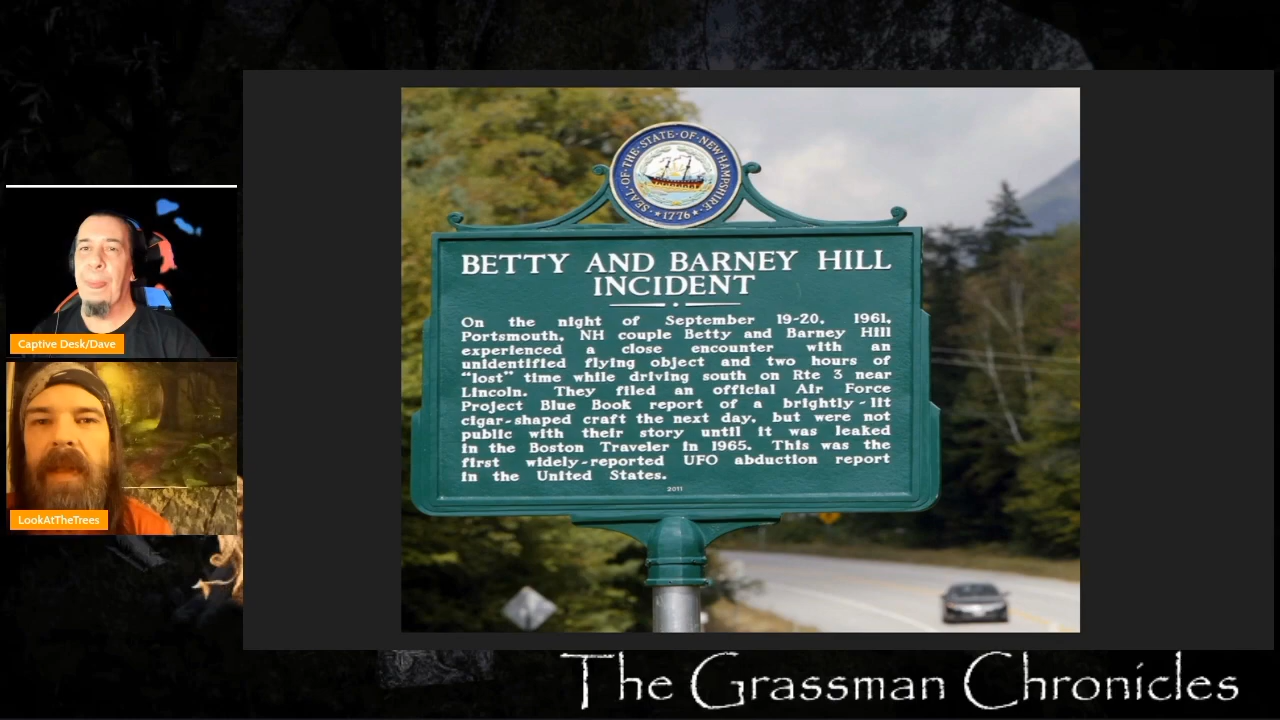 SEAL·OF·THE·STATE·OF·NEW HAMPSHIRE·
★1776★
BETTY AND BARNEY HILL
INCIDENT
On the night of September 19-20, 1961,
Portsmouth, NH couple Betty and Barney Hill
experienced a close encounter with an
unidentified flying object and two hours of
"lost" time while driving south on Rte 3 near
Lincoln. They filed an official Air Force
Project Blue Book report of a brightly-lit
cigar-shaped craft the next day, but were not
public with their story until it was leaked
in the Boston Traveler in 1965. This was the
first widely-reported UFO abduction report
in the United States.
2011
Captive Desk/Dave
LookAtTheTrees
The Grassman Chronicles